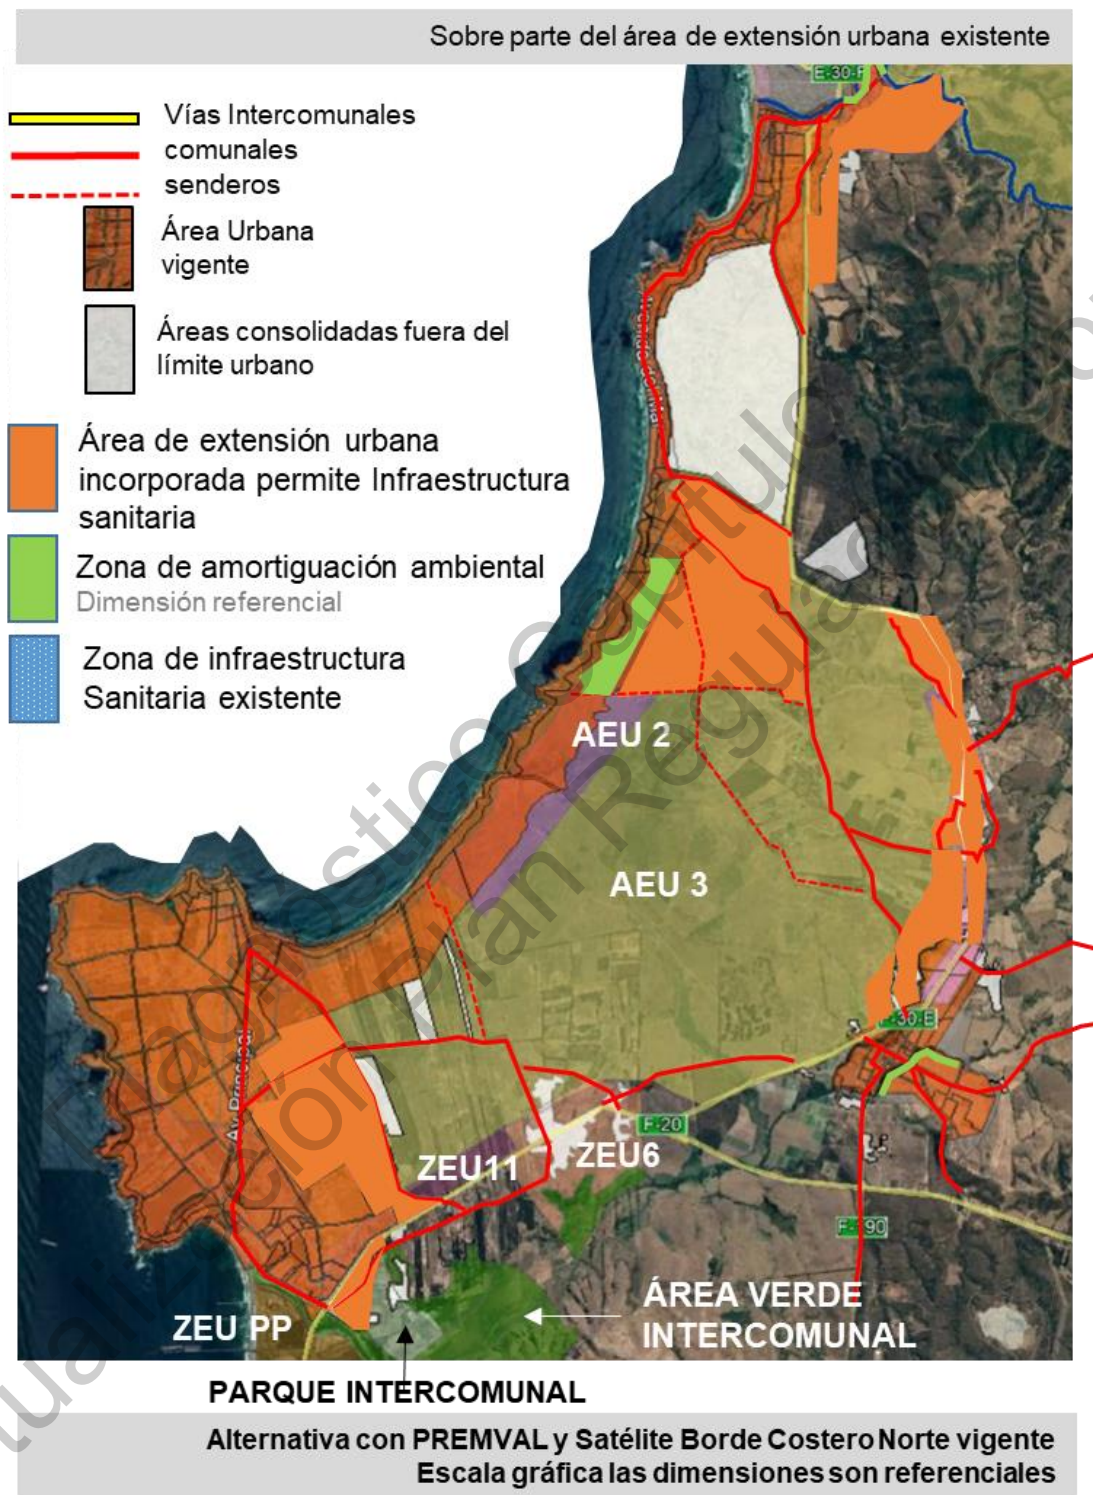 Sobre parte del área de extensión urbana existente
E-30-F
Vías Intercomunales
comunales
senderos
Área Urbana
vigente
Áreas consolidadas fuera del
límite urbano
Área de extensión urbana
incorporada permite Infraestructura
sanitaria
Zona de amortiguación ambiental
Dimensión referencial
Zona de infraestructura
Sanitaria existente
AEU 2
AEU 3
Av. Principal
F-30-E
F-20
ZEU11
ZEU6
F-190
ÁREA VERDE
INTERCOMUNAL
ZEU PP
PARQUE INTERCOMUNAL
Alternativa con PREMVAL y Satélite Borde Costero Norte vigente
Escala gráfica las dimensiones son referenciales